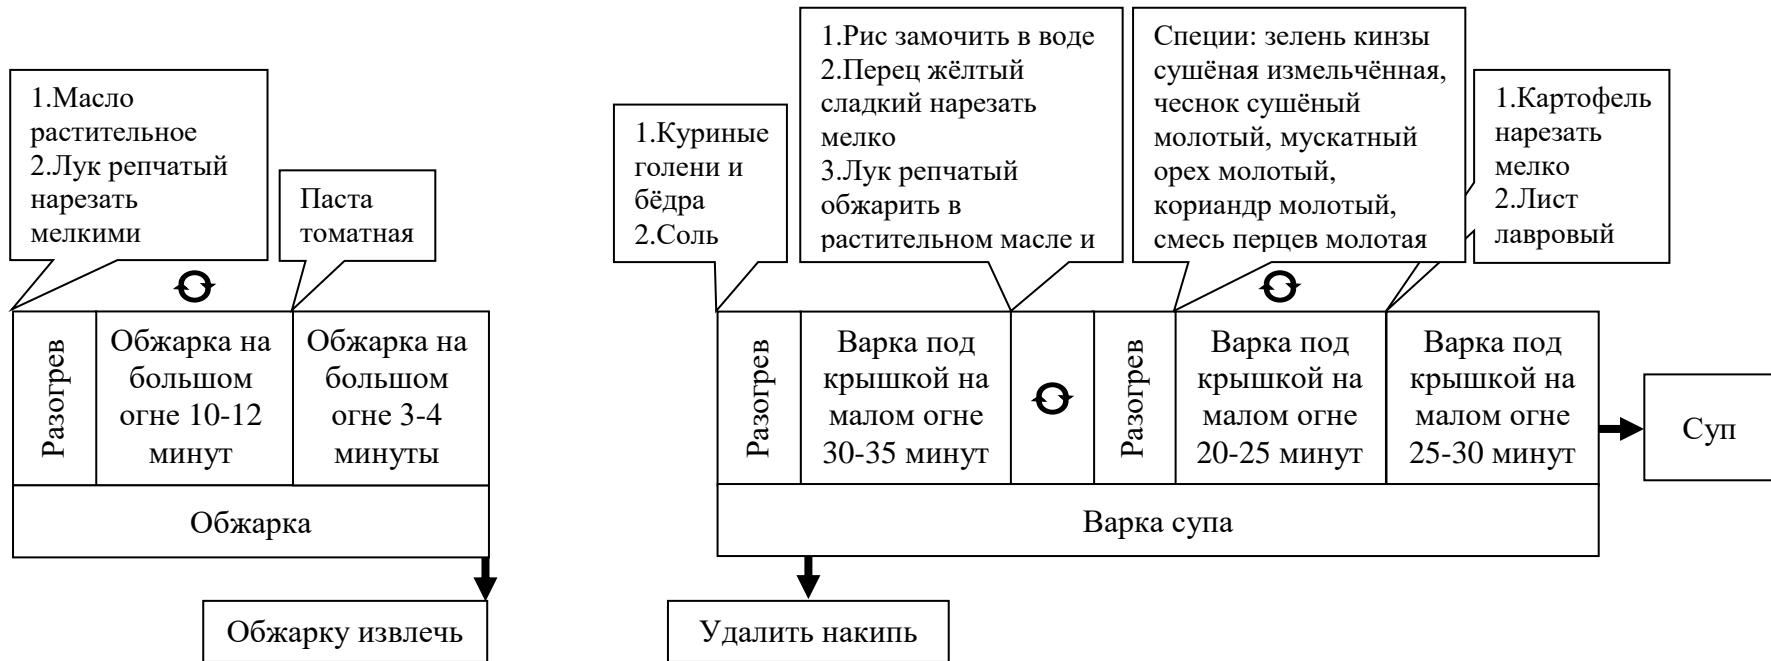 1.Масло
растительное
2.Лук репчатый
нарезать
мелкими
Паста
томатная
Разогрев
Обжарка на
большом
огне 10-12
минут
Обжарка на
большом
огне 3-4
минуты
Обжарка
Обжарку извлечь
1.Куриные
голени и
бёдра
2.Соль
1.Рис замочить в воде
2.Перец жёлтый
сладкий нарезать
мелко
3.Лук репчатый
обжарить в
растительном масле и
Специи: зелень кинзы
сушёная измельчённая,
чеснок сушёный
молотый, мускатный
орех молотый,
кориандр молотый,
смесь перцев молотая
1.Картофель
нарезать
мелко
2.Лист
лавровый
Разогрев
Варка под
крышкой на
малом огне
30-35 минут
Разогрев
Варка под
крышкой на
малом огне
20-25 минут
Варка под
крышкой на
малом огне
25-30 минут
Варка супа
Удалить накипь
Суп